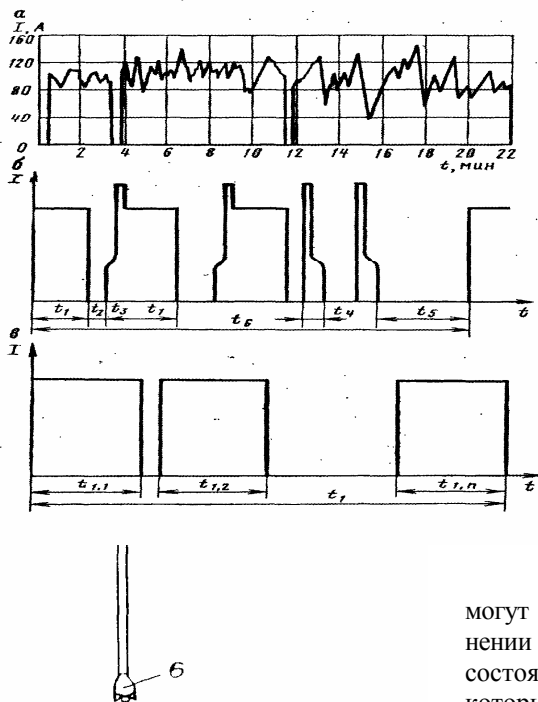 а
I, А
160
120
80
40
0
2 4 6 8 10 12 14 16 18 20 22
t, мин
б
I
t₁ t₂ t₃ t₁ t₆ t₄ t₅ t
в
I
t₁,₁ t₁,₂ t₁,n t
t₁
6
могут
нении
состоя